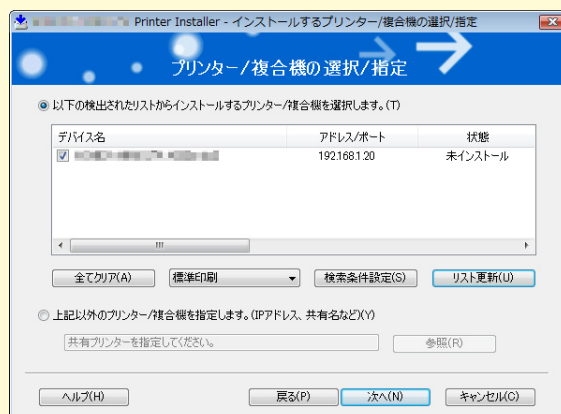 Printer Installer - インストールするプリンター/複合機の選択/指定
プリンター/複合機の選択/指定
以下の検出されたリストからインストールするプリンター/複合機を選択します。(T)
デバイス名 アドレス/ポート 状態
192.168.1.20 未インストール
全てクリア(A) 標準印刷 検索条件設定(S) リスト更新(U)
上記以外のプリンター/複合機を指定します。(IPアドレス、共有名など)(Y)
共有プリンターを指定してください。 参照(R)
ヘルプ(H) 戻る(P) 次へ(N) キャンセル(C)